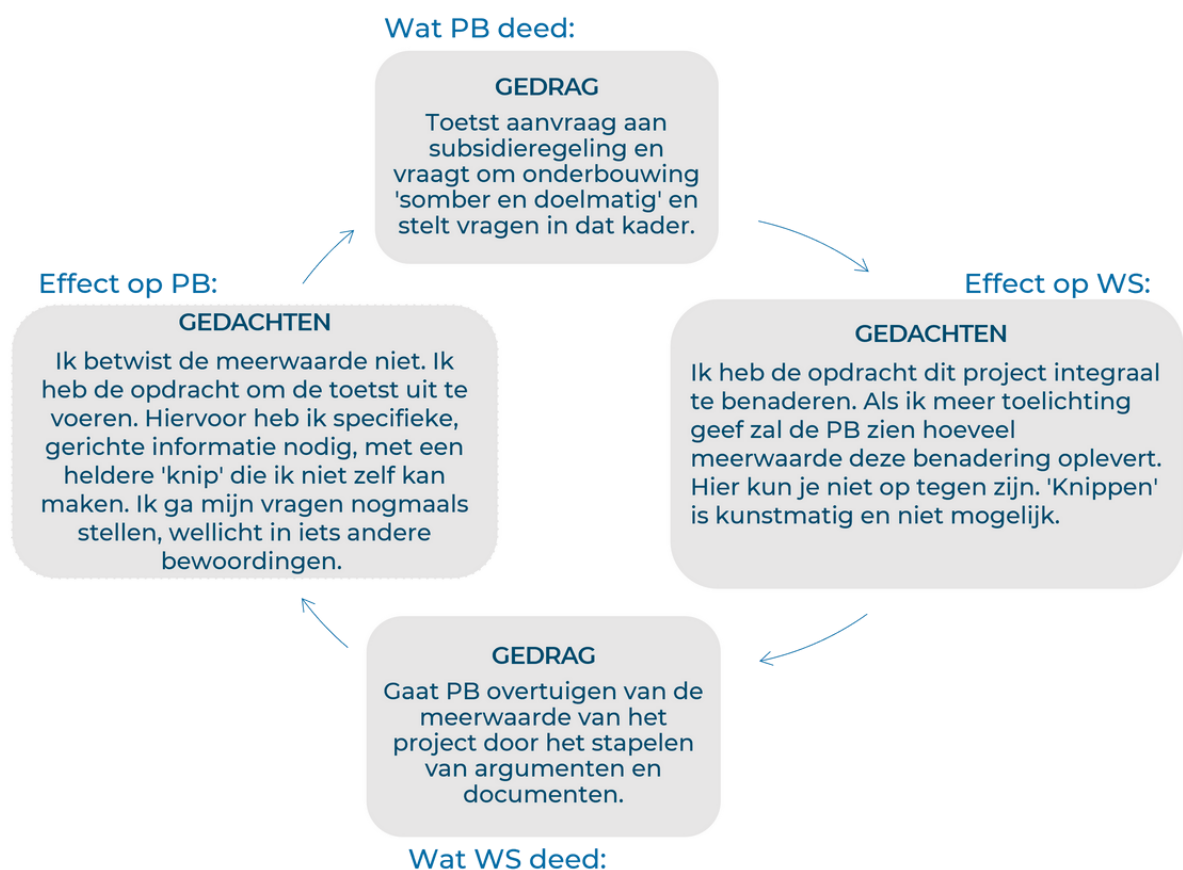 Wat PB deed:
GEDRAG
Toetst aanvraag aan
subsidieregeling en
vraagt om onderbouwing
'somber en doelmatig' en
stelt vragen in dat kader.
Effect op WS:
GEDACHTEN
Ik heb de opdracht dit project integraal
te benaderen. Als ik meer toelichting
geef zal de PB zien hoeveel
meerwaarde deze benadering oplevert.
Hier kun je niet op tegen zijn. 'Knippen'
is kunstmatig en niet mogelijk.
GEDRAG
Gaat PB overtuigen van de
meerwaarde van het
project door het stapelen
van argumenten en
documenten.
Wat WS deed:
Effect op PB:
GEDACHTEN
Ik betwist de meerwaarde niet. Ik
heb de opdracht om de toetst uit te
voeren. Hiervoor heb ik specifieke,
gerichte informatie nodig, met een
heldere 'knip' die ik niet zelf kan
maken. Ik ga mijn vragen nogmaals
stellen, wellicht in iets andere
bewoordingen.